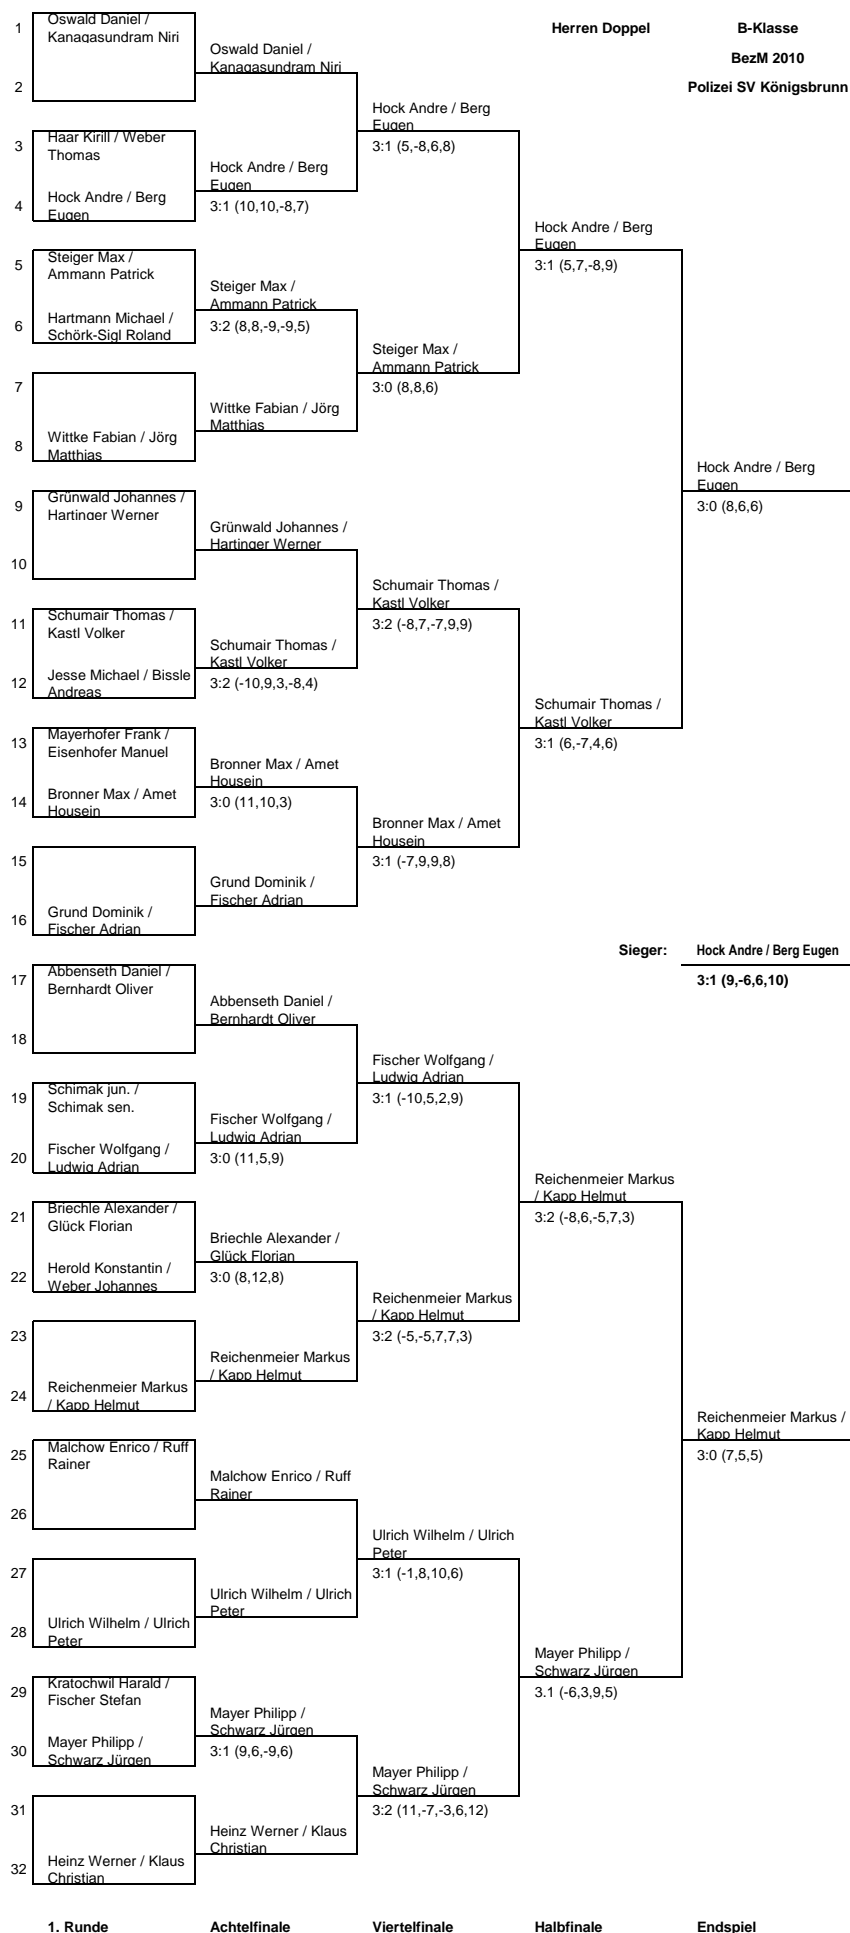 Herren Doppel
B-Klasse
BezM 2010
Polizei SV Königsbrunn
1
Oswald Daniel /
Kanagasundram Niri
2
3
Haar Kirill / Weber
Thomas
4
Hock Andre / Berg
Eugen
5
Steiger Max /
Ammann Patrick
6
Hartmann Michael /
Schörk-Sigl Roland
7
8
Wittke Fabian / Jörg
Matthias
9
Grünwald Johannes /
Hartinger Werner
10
11
Schumair Thomas /
Kastl Volker
12
Jesse Michael / Bissle
Andreas
13
Mayerhofer Frank /
Eisenhofer Manuel
14
Bronner Max / Amet
Housein
15
16
Grund Dominik /
Fischer Adrian
17
Abbenseth Daniel /
Bernhardt Oliver
18
19
Schimak jun. /
Schimak sen.
20
Fischer Wolfgang /
Ludwig Adrian
21
Briechle Alexander /
Glück Florian
22
Herold Konstantin /
Weber Johannes
23
24
Reichenmeier Markus
/ Kapp Helmut
25
Malchow Enrico / Ruff
Rainer
26
27
28
Ulrich Wilhelm / Ulrich
Peter
29
Kratochwil Harald /
Fischer Stefan
30
Mayer Philipp /
Schwarz Jürgen
31
32
Heinz Werner / Klaus
Christian
1. Runde
Oswald Daniel /
Kanagasundram Niri
Hock Andre / Berg
Eugen
3:1 (10,10,-8,7)
Steiger Max /
Ammann Patrick
3:2 (8,8,-9,-9,5)
Wittke Fabian / Jörg
Matthias
Grünwald Johannes /
Hartinger Werner
Schumair Thomas /
Kastl Volker
3:2 (-10,9,3,-8,4)
Bronner Max / Amet
Housein
3:0 (11,10,3)
Grund Dominik /
Fischer Adrian
Abbenseth Daniel /
Bernhardt Oliver
Fischer Wolfgang /
Ludwig Adrian
3:0 (11,5,9)
Briechle Alexander /
Glück Florian
3:0 (8,12,8)
Reichenmeier Markus
/ Kapp Helmut
Malchow Enrico / Ruff
Rainer
Ulrich Wilhelm / Ulrich
Peter
Mayer Philipp /
Schwarz Jürgen
3:1 (9,6,-9,6)
Heinz Werner / Klaus
Christian
Achtelfinale
Hock Andre / Berg
Eugen
3:1 (5,-8,6,8)
Steiger Max /
Ammann Patrick
3:0 (8,8,6)
Schumair Thomas /
Kastl Volker
3:2 (-8,7,-7,9,9)
Bronner Max / Amet
Housein
3:1 (-7,9,9,8)
Fischer Wolfgang /
Ludwig Adrian
3:1 (-10,5,2,9)
Reichenmeier Markus
/ Kapp Helmut
3:2 (-5,-5,7,7,3)
Ulrich Wilhelm / Ulrich
Peter
3:1 (-1,8,10,6)
Mayer Philipp /
Schwarz Jürgen
3:2 (11,-7,-3,6,12)
Viertelfinale
Hock Andre / Berg
Eugen
3:1 (5,7,-8,9)
Schumair Thomas /
Kastl Volker
3:1 (6,-7,4,6)
Reichenmeier Markus
/ Kapp Helmut
3:2 (-8,6,-5,7,3)
Mayer Philipp /
Schwarz Jürgen
3.1 (-6,3,9,5)
Halbfinale
Hock Andre / Berg
Eugen
3:0 (8,6,6)
Sieger:
Hock Andre / Berg Eugen
3:1 (9,-6,6,10)
Reichenmeier Markus /
Kapp Helmut
3:0 (7,5,5)
Endspiel